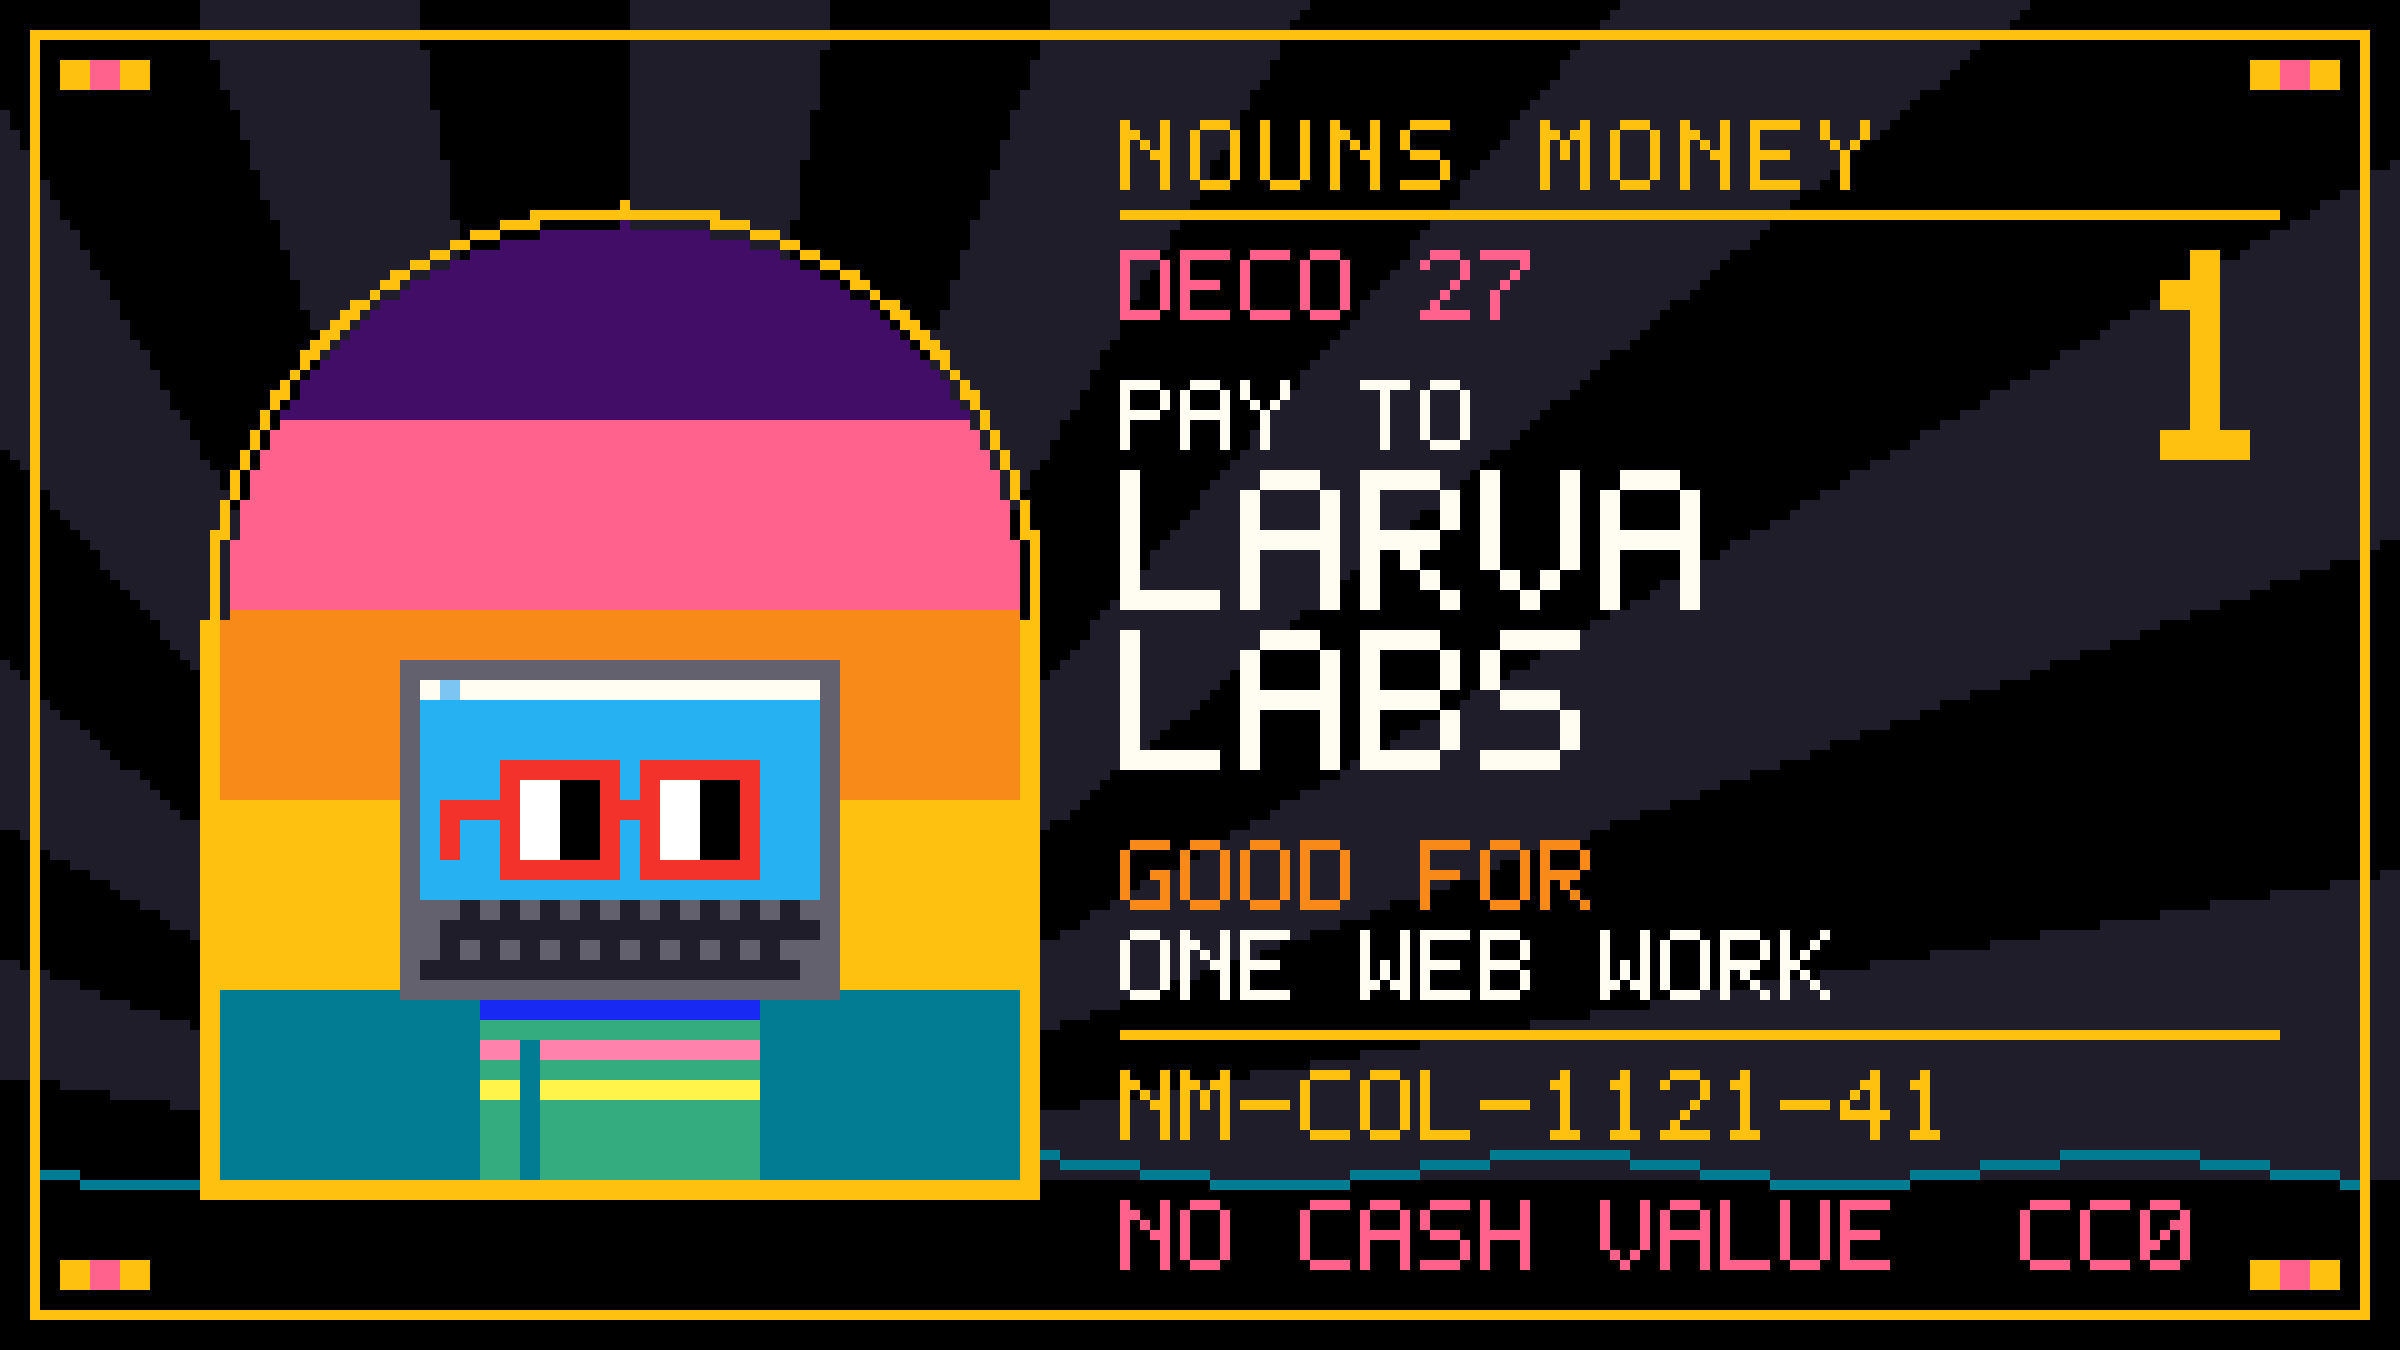 NOUNS MONEY
DECO 27
1
PAY TO
LARVA
LABS
GOOD FOR
ONE WEB WORK
NM-COL-1121-41
NO CASH VALUE CC0